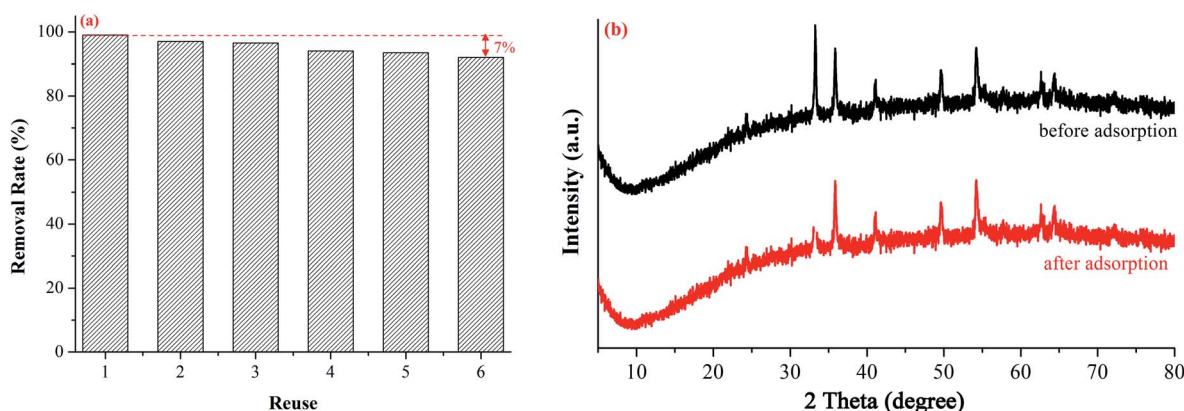 (a)
100
80
60
40
20
0
7%
1 2 3 4 5 6
Removal Rate (%)
Reuse
(b)
before adsorption
after adsorption
Intensity (a.u.)
10 20 30 40 50 60 70 80
2 Theta (degree)